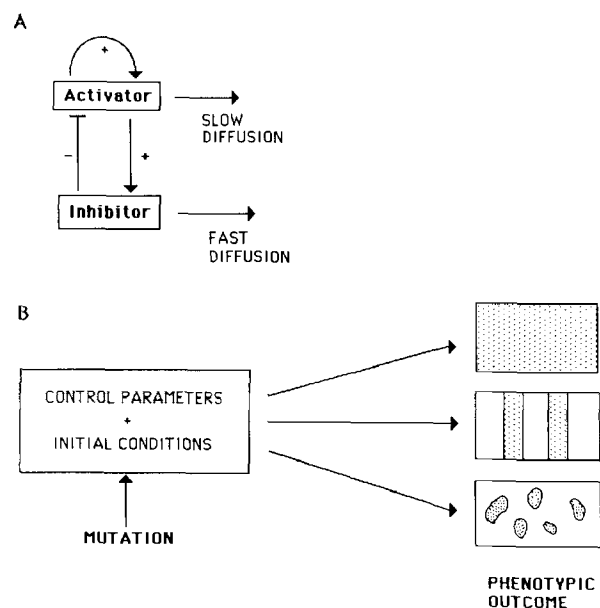 A
+
Activator
SLOW
DIFFUSION
−
+
Inhibitor
FAST
DIFFUSION
B
CONTROL PARAMETERS
+
INITIAL CONDITIONS
MUTATION
PHENOTYPIC
OUTCOME